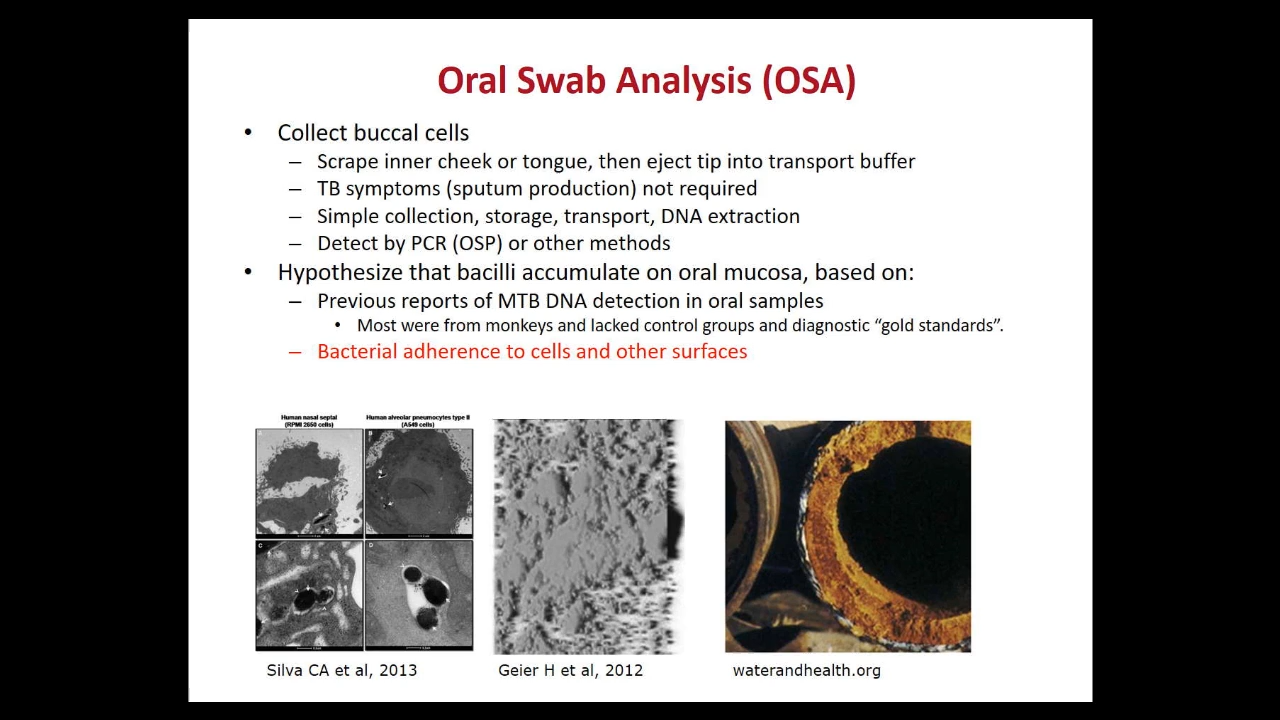 Oral Swab Analysis (OSA)
• Collect buccal cells
– Scrape inner cheek or tongue, then eject tip into transport buffer
– TB symptoms (sputum production) not required
– Simple collection, storage, transport, DNA extraction
– Detect by PCR (OSP) or other methods
• Hypothesize that bacilli accumulate on oral mucosa, based on:
– Previous reports of MTB DNA detection in oral samples
• Most were from monkeys and lacked control groups and diagnostic “gold standards”.
– Bacterial adherence to cells and other surfaces
Human nasal septal
(RPMI 2650 cells)
Human alveolar pneumocytes type II
(A549 cells)
B
C
D
Silva CA et al, 2013
Geier H et al, 2012
waterandhealth.org